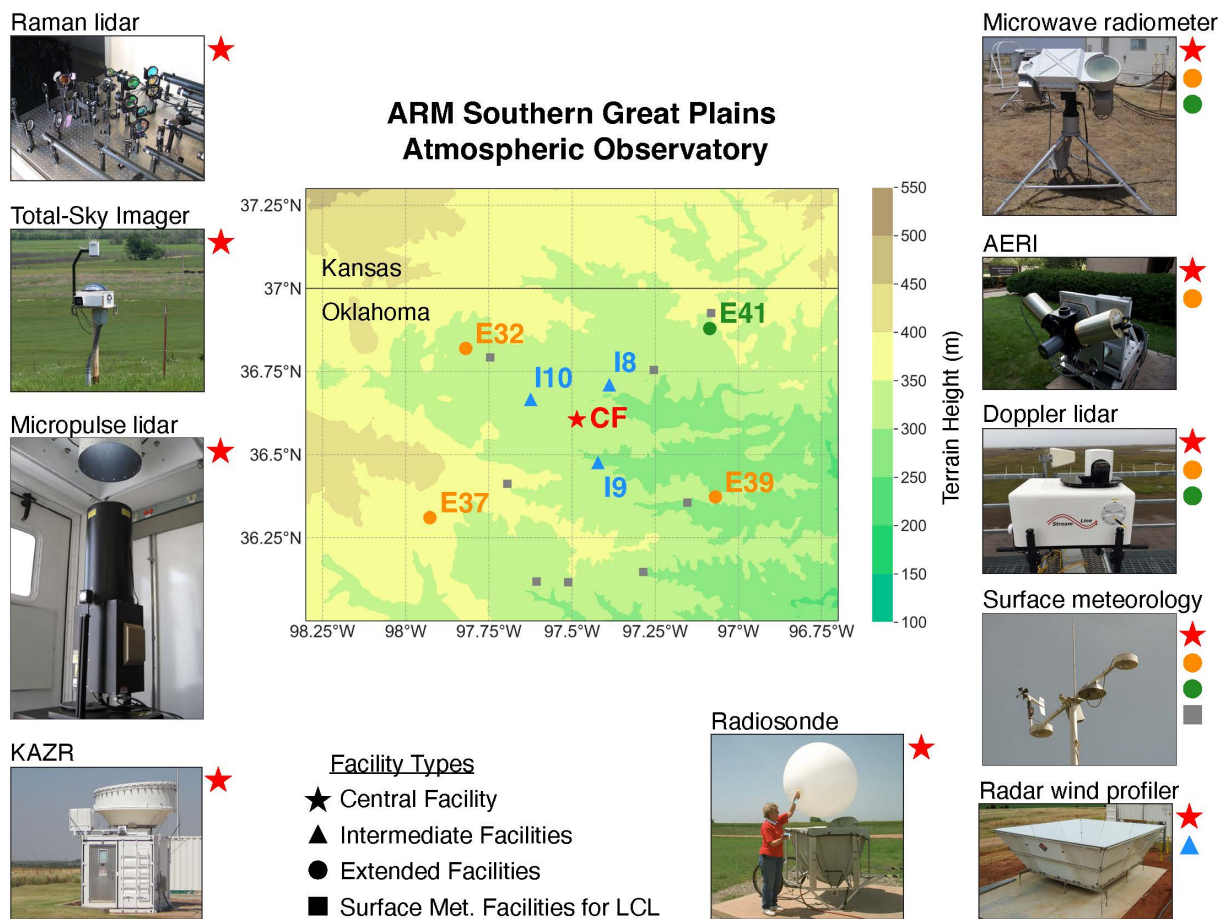 Raman lidar
Total-Sky Imager
Micropulse lidar
KAZR
ARM Southern Great Plains
Atmospheric Observatory
37.25°N
37°N
36.75°N
36.5°N
36.25°N
98.25°W
98°W
97.75°W
97.5°W
97.25°W
97°W
96.75°W
Kansas
Oklahoma
E32
E41
I10
I8
CF
I9
E39
E37
550
500
450
400
350
300
250
200
150
100
Terrain Height (m)
Facility Types
Central Facility
Intermediate Facilities
Extended Facilities
Surface Met. Facilities for LCL
Radiosonde
Microwave radiometer
AERI
Doppler lidar
Stream Line
Surface meteorology
Radar wind profiler